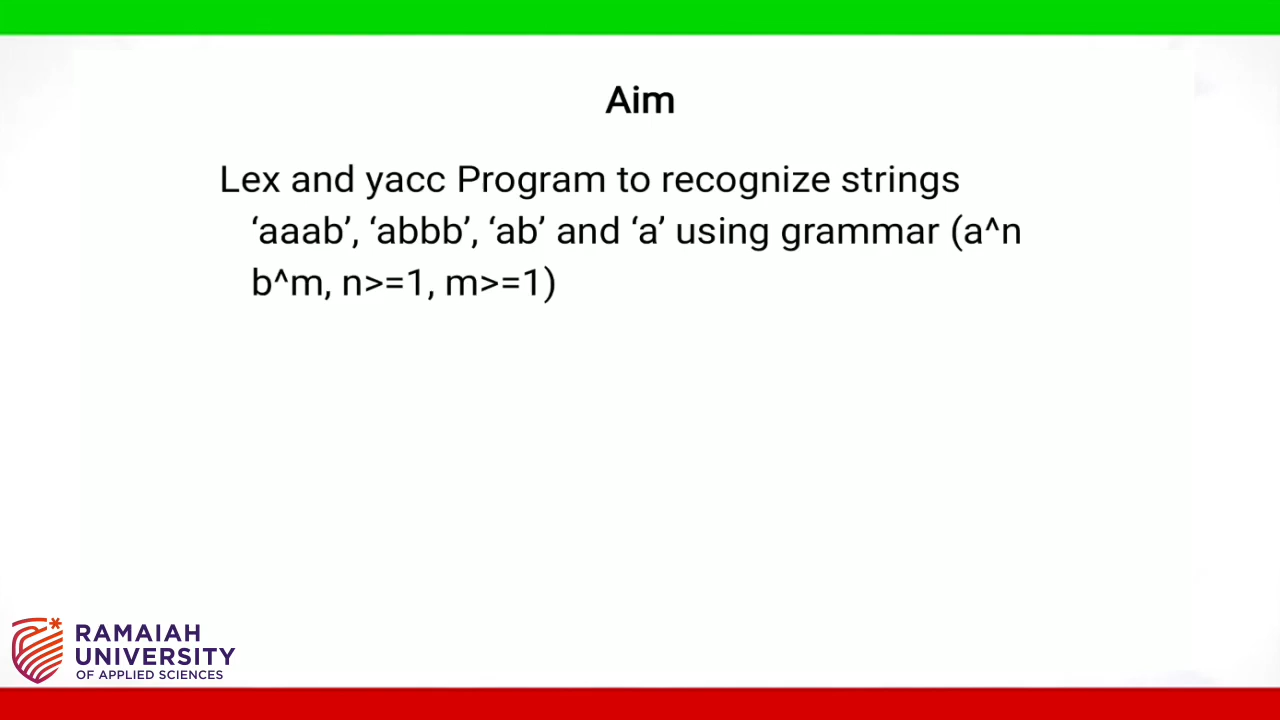 Aim
Lex and yacc Program to recognize strings
‘aaab’, ‘abbb’, ‘ab’ and ‘a’ using grammar (a^n
b^m, n>=1, m>=1)
RAMAIAH
UNIVERSITY
OF APPLIED SCIENCES